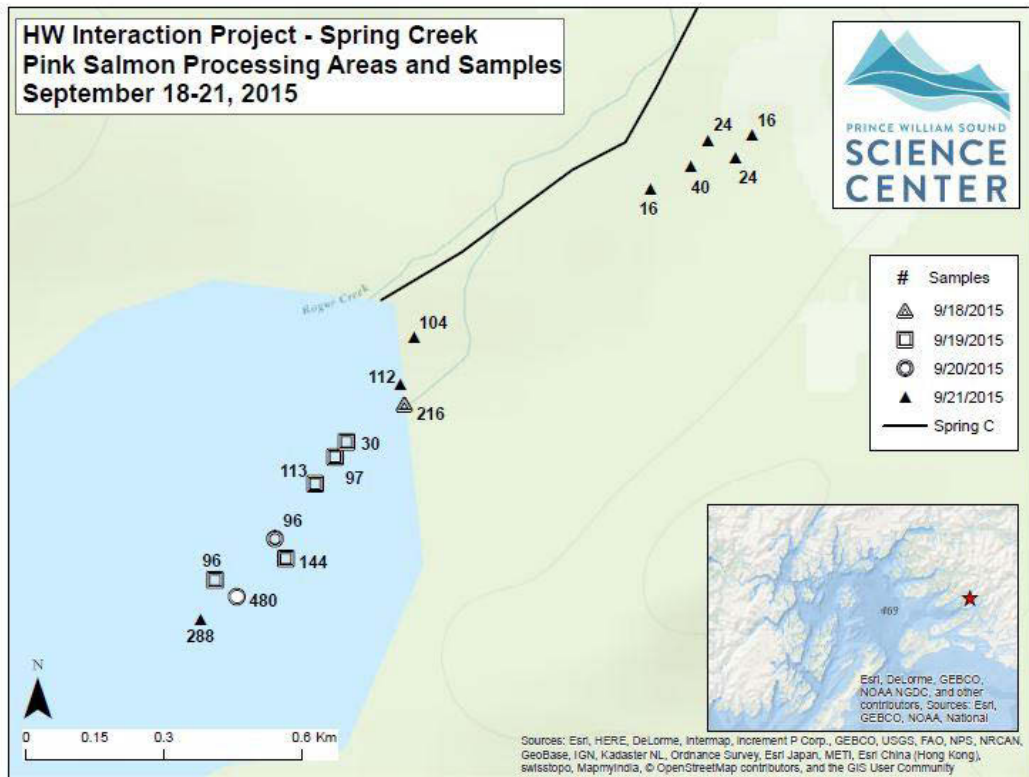 HW Interaction Project - Spring Creek
Pink Salmon Processing Areas and Samples
September 18-21, 2015
PRINCE WILLIAM SOUND
SCIENCE
CENTER
24
16
40
24
16
# Samples
9/18/2015
9/19/2015
9/20/2015
9/21/2015
Spring C
Rogue Creek
104
112
216
30
97
113
96
144
96
480
288
469
Esri, DeLorme, GEBCO,
NOAA NGDC, and other
contributors, Sources: Esri,
GEBCO, NOAA, National
N
0 0.15 0.3 0.6 Km
Sources: Esri, HERE, DeLorme, Intermap, increment P Corp., GEBCO, USGS, FAO, NPS, NRCAN,
GeoBase, IGN, Kadaster NL, Ordnance Survey, Esri Japan, METI, Esri China (Hong Kong),
swisstopo, MapmyIndia, © OpenStreetMap contributors, and the GIS User Community